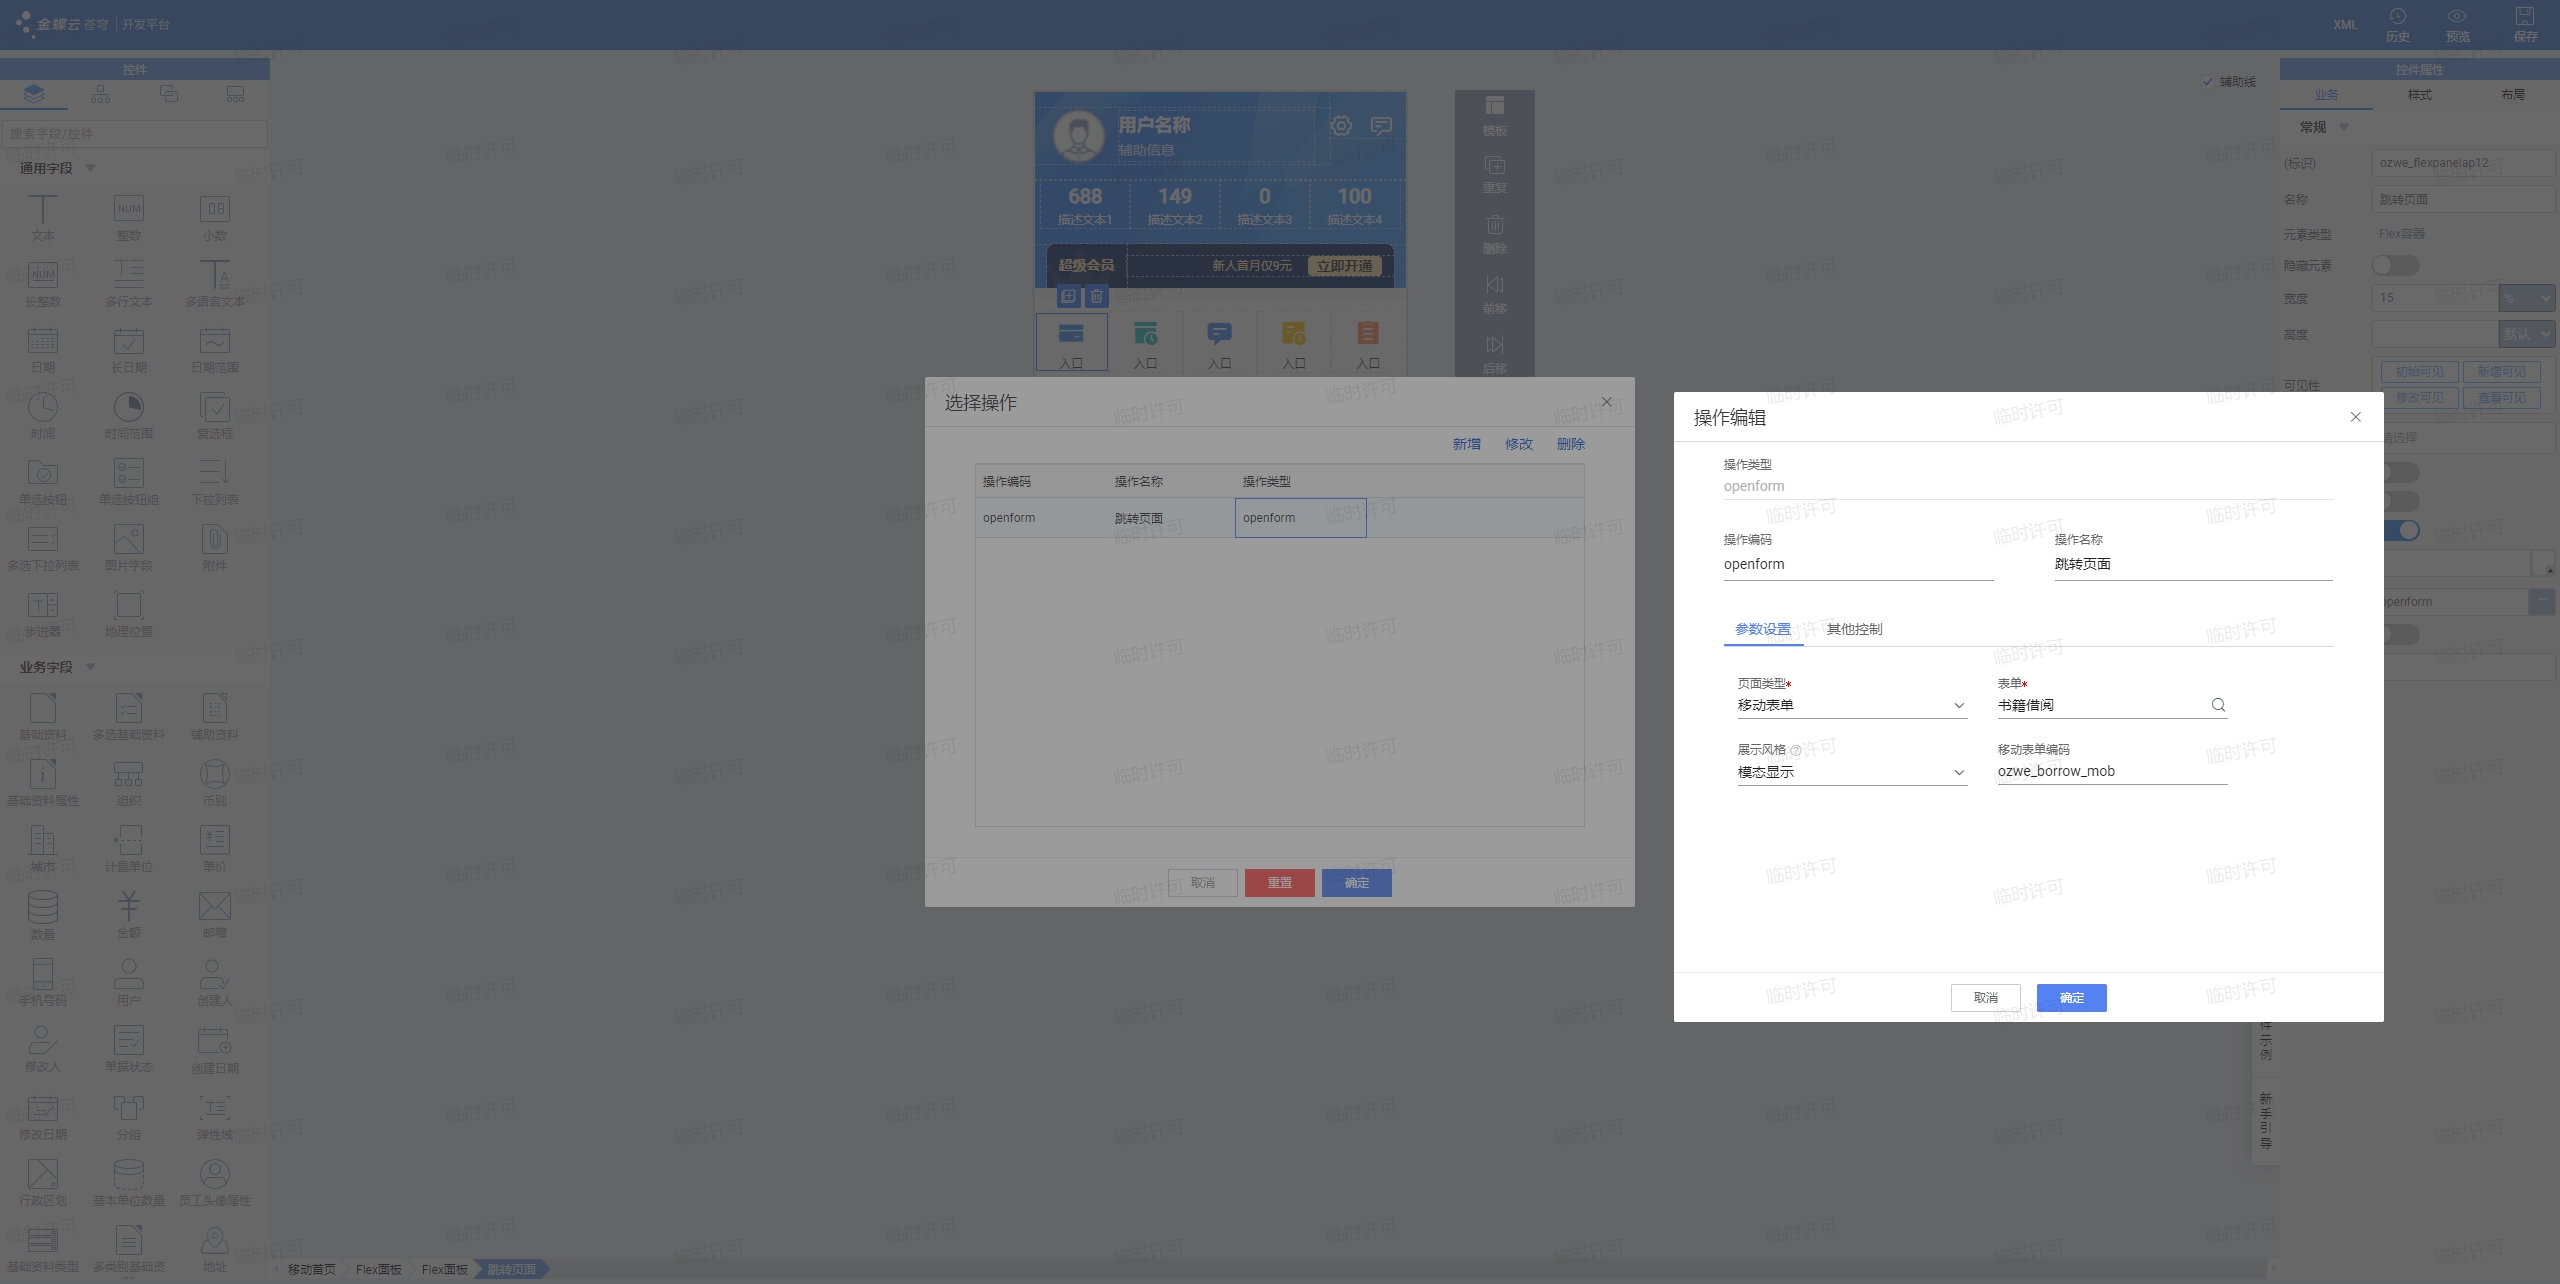 金蝶云 苍穹 | 开发平台
XML
历史
预览
保存
控件
搜索字段/控件
通用字段
文本
整数
小数
长整数
多行文本
多语言文本
日期
长日期
日期范围
时间
时间范围
复选框
单选按钮
单选按钮组
下拉列表
多选下拉列表
图片字段
附件
步进器
地理位置
业务字段
基础资料
多选基础资料
辅助资料
基础资料属性
组织
币别
城市
计量单位
单价
数量
金额
邮箱
手机号码
用户
创建人
修改人
单据状态
创建日期
修改日期
分组
弹性域
行政区划
基本单位数量
员工头像属性
基础资料类型
多类别基础资
地址
用户名称
辅助信息
688
149
0
100
描述文本1
描述文本2
描述文本3
描述文本4
超级会员
新人首月仅9元
立即开通
入口
入口
入口
入口
入口
模板
重复
删除
前移
后移
辅助线
选择操作
新增
修改
删除
操作编码
操作名称
操作类型
openform
跳转页面
openform
取消
重置
确定
操作编辑
操作类型
openform
操作编码
操作名称
openform
跳转页面
参数设置
其他控制
页面类型*
表单*
移动表单
书籍借阅
展示风格
移动表单编码
模态显示
ozwe_borrow_mob
取消
确定
控件属性
业务
样式
布局
常规
(标识)
ozwe_flexpanelap12
名称
跳转页面
元素类型
Flex容器
隐藏元素
宽度
15
%
高度
默认
可见性
初始可见
新增可见
修改可见
查看可见
请选择
openform
件示例
新手引导
移动首页
Flex面板
Flex面板
跳转页面
临时许可